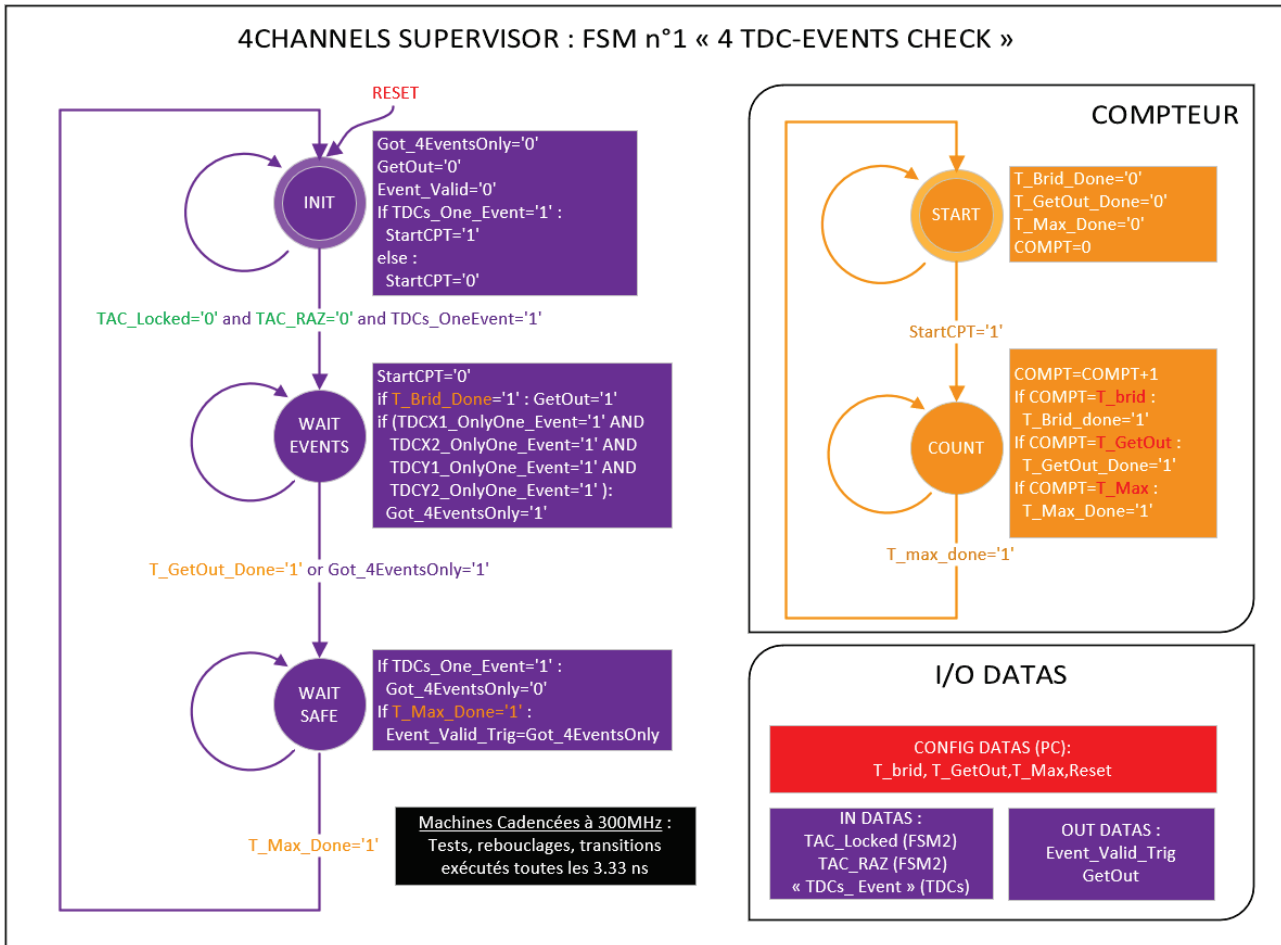 4CHANNELS SUPERVISOR : FSM n°1 « 4 TDC-EVENTS CHECK »
RESET
INIT
Got_4EventsOnly='0'
GetOut='0'
Event_Valid='0'
If TDCs_One_Event='1' :
StartCPT='1'
else :
StartCPT='0'
TAC_Locked='0' and TAC_RAZ='0' and TDCs_OneEvent='1'
WAIT
EVENTS
StartCPT='0'
if T_Brid_Done='1' : GetOut='1'
if (TDCX1_OnlyOne_Event='1' AND
TDCX2_OnlyOne_Event='1' AND
TDCY1_OnlyOne_Event='1' AND
TDCY2_OnlyOne_Event='1' ):
Got_4EventsOnly='1'
T_GetOut_Done='1' or Got_4EventsOnly='1'
WAIT
SAFE
If TDCs_One_Event='1' :
Got_4EventsOnly='0'
If T_Max_Done='1' :
Event_Valid_Trig=Got_4EventsOnly
T_Max_Done='1'
Machines Cadencées à 300MHz :
Tests, rebouclages, transitions
exécutés toutes les 3.33 ns
COMPTEUR
START
T_Brid_Done='0'
T_GetOut_Done='0'
T_Max_Done='0'
COMPT=0
StartCPT='1'
COUNT
COMPT=COMPT+1
If COMPT=T_brid :
T_Brid_done='1'
If COMPT=T_GetOut :
T_GetOut_Done='1'
If COMPT=T_Max :
T_Max_Done='1'
T_max_done='1'
I/O DATAS
CONFIG DATAS (PC):
T_brid, T_GetOut,T_Max,Reset
IN DATAS :
TAC_Locked (FSM2)
TAC_RAZ (FSM2)
« TDCs_ Event » (TDCs)
OUT DATAS :
Event_Valid_Trig
GetOut